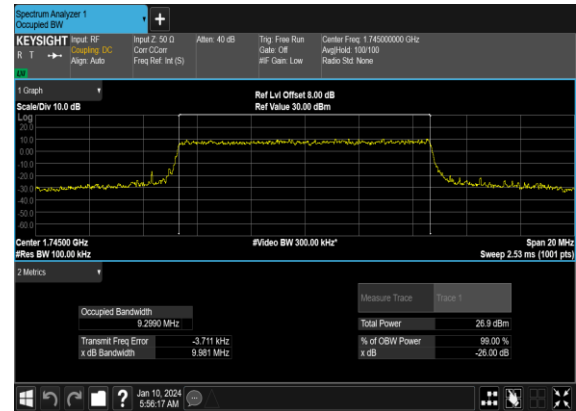 Spectrum Analyzer 1
Occupied BW
+
KEYSIGHT Input: RF Input Z: 50 Ω Atten: 40 dB Trig: Free Run Center Freq: 1.745000000 GHz
R T Coupling: DC Corr CCorr Gate: Off Avg|Hold: 100/100
Align: Auto Freq Ref: Int (S) #IF Gain: Low Radio Std: None
1 Graph
Ref Lvl Offset 8.00 dB
Scale/Div 10.0 dB Ref Value 30.00 dBm
Log
20.0
10.0
0.00
-10.0
-20.0
-30.0
-40.0
-50.0
-60.0
Center 1.74500 GHz #Video BW 300.00 kHz* Span 20 MHz
#Res BW 100.00 kHz Sweep 2.53 ms (1001 pts)
2 Metrics
Measure Trace Trace 1
Occupied Bandwidth
9.2990 MHz Total Power 26.9 dBm
Transmit Freq Error -3.711 kHz % of OBW Power 99.00 %
x dB Bandwidth 9.981 MHz x dB -26.00 dB
? Jan 10, 2024
5:56:17 AM